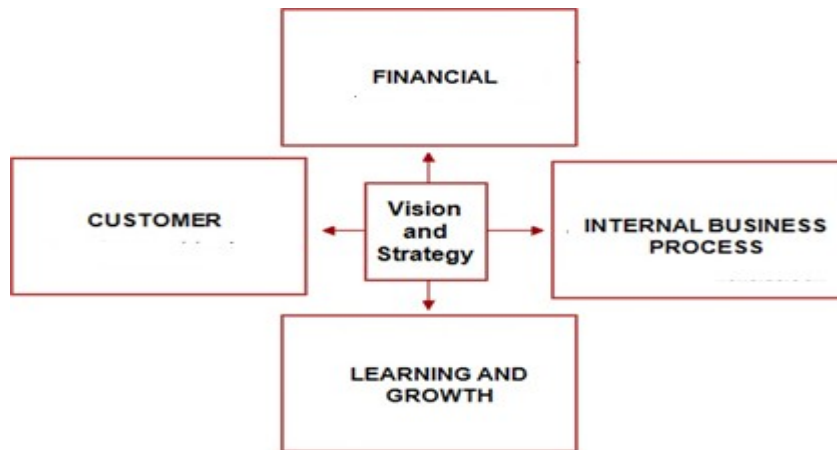 FINANCIAL
CUSTOMER
Vision
and
Strategy
INTERNAL BUSINESS
PROCESS
LEARNING AND
GROWTH